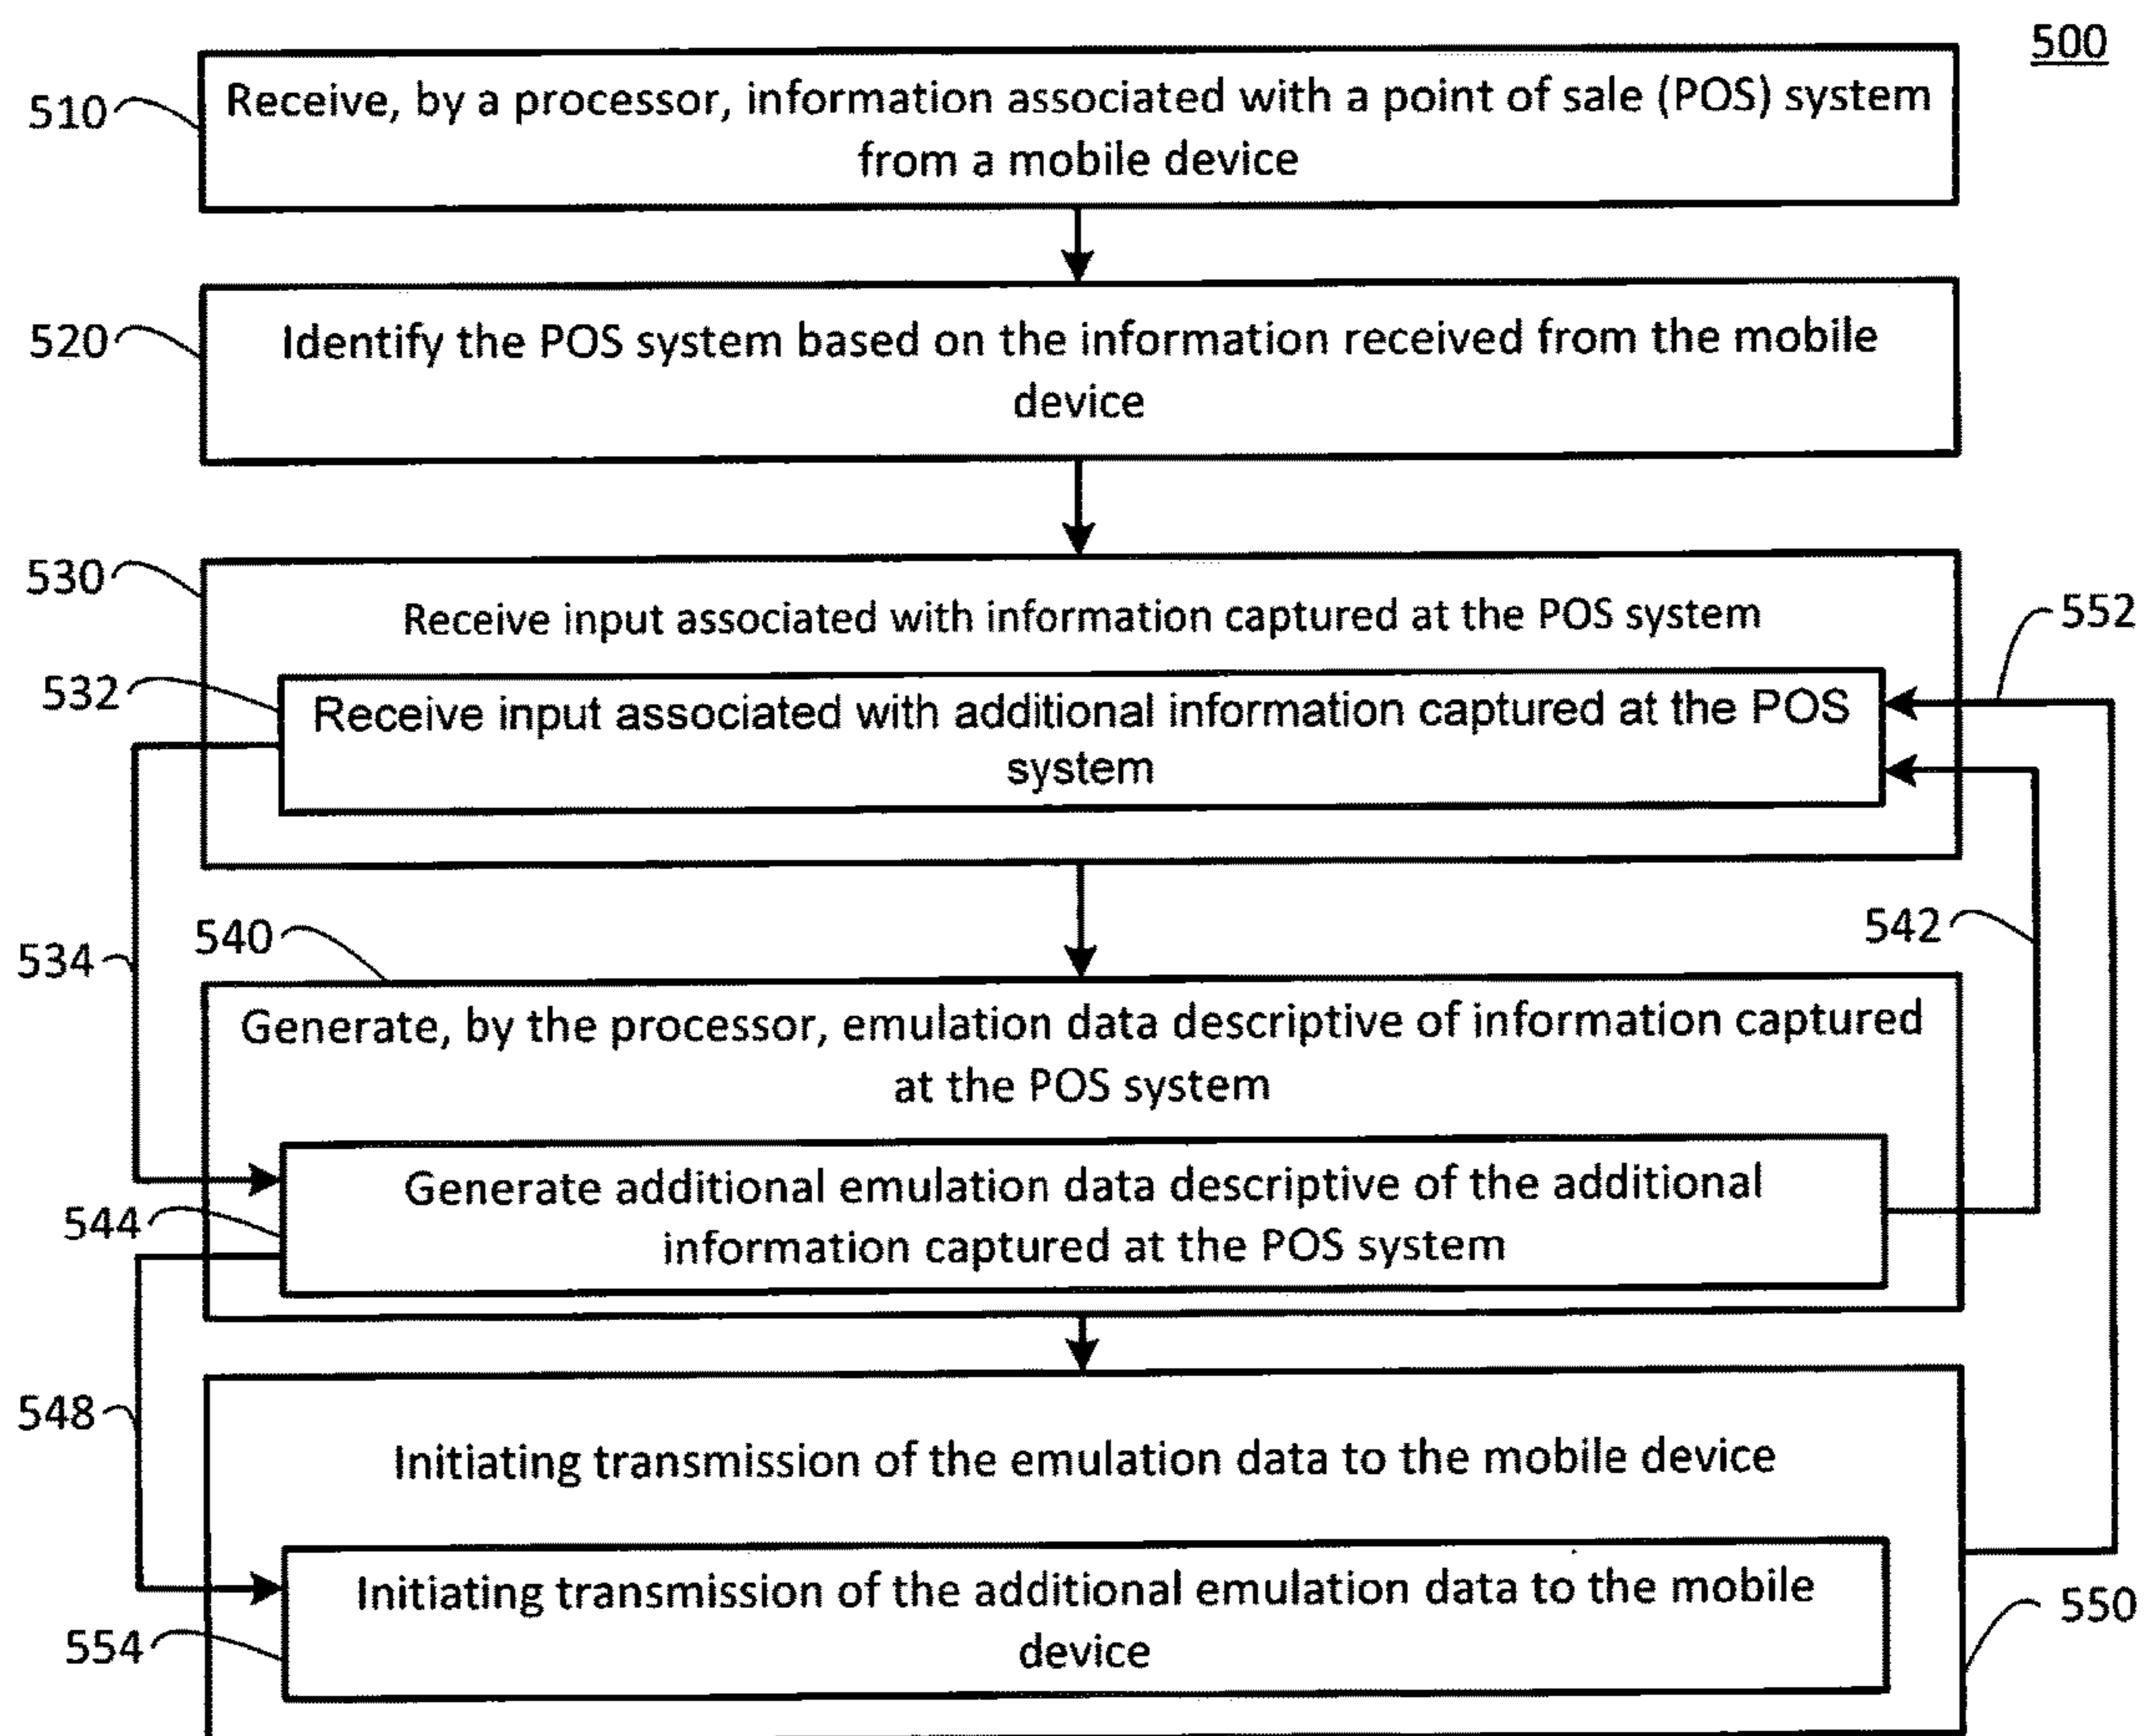 500
510
Receive, by a processor, information associated with a point of sale (POS) system
from a mobile device
520
Identify the POS system based on the information received from the mobile
device
530
Receive input associated with information captured at the POS system
552
532
Receive input associated with additional information captured at the POS
system
534
540
542
Generate, by the processor, emulation data descriptive of information captured
at the POS system
544
Generate additional emulation data descriptive of the additional
information captured at the POS system
548
Initiating transmission of the emulation data to the mobile device
554
Initiating transmission of the additional emulation data to the mobile
device
550